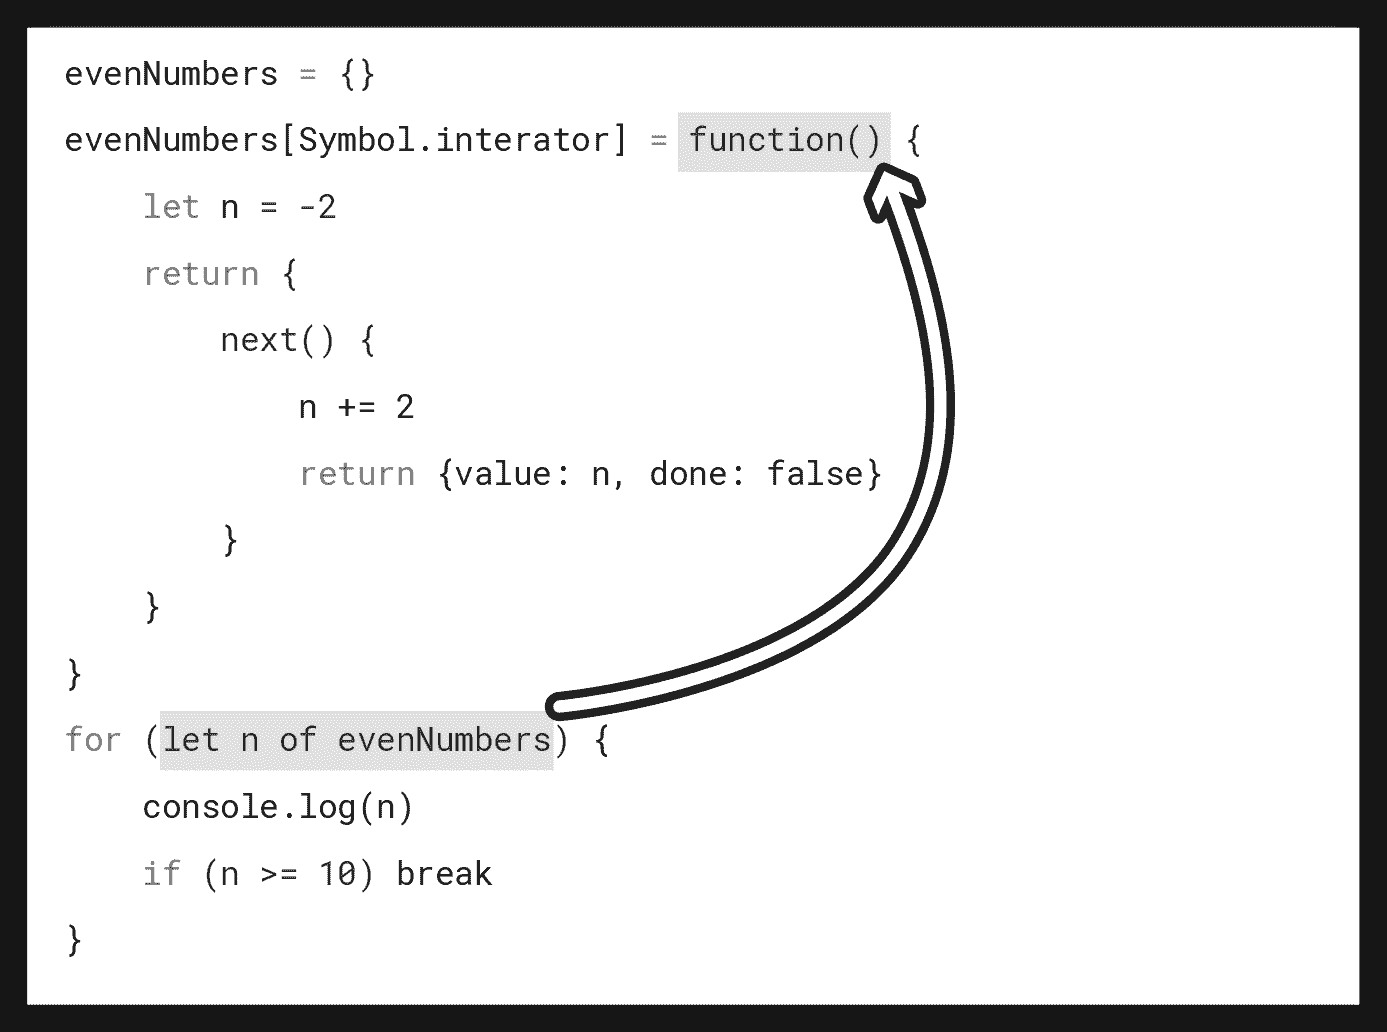 evenNumbers = {}
evenNumbers[Symbol.interator] = function() {
let n = -2
return {
next() {
n += 2
return {value: n, done: false}
}
}
}
for (let n of evenNumbers) {
console.log(n)
if (n >= 10) break
}